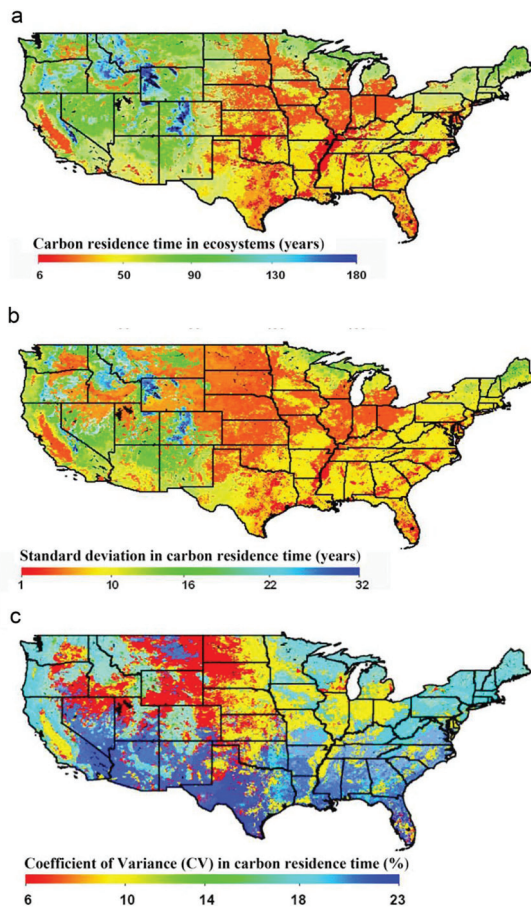 a
Carbon residence time in ecosystems (years)
6 50 90 130 180
b
Standard deviation in carbon residence time (years)
1 10 16 22 32
c
Coefficient of Variance (CV) in carbon residence time (%)
6 10 14 18 23